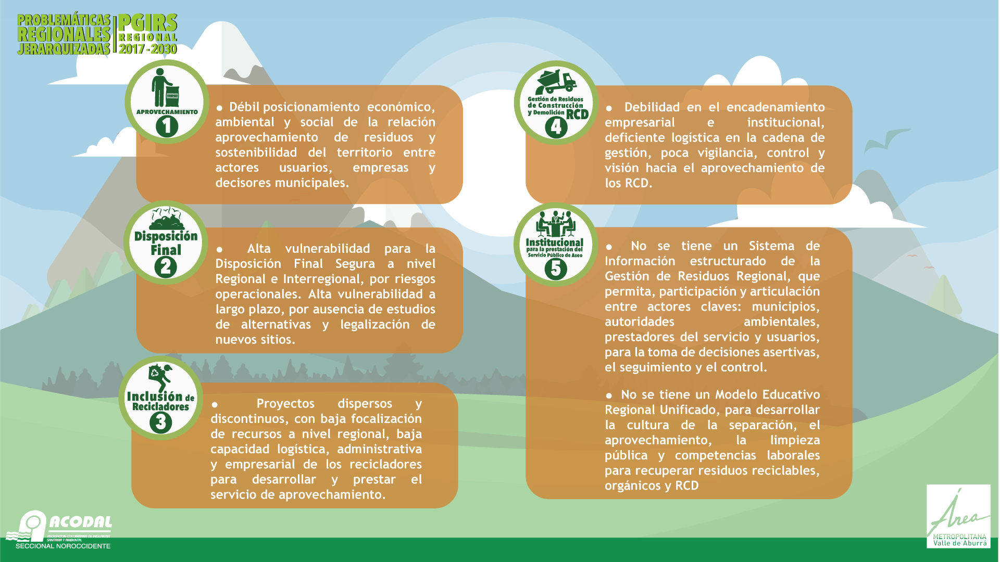 PROBLEMÁTICAS
REGIONALES
JERARQUIZADAS
PGIRS
REGIONAL
2017-2030
COMPOST
APROVECHAMIENTO
1
● Débil posicionamiento económico,
ambiental y social de la relación
aprovechamiento de residuos y
sostenibilidad del territorio entre
actores usuarios, empresas y
decisores municipales.
Disposición
Final
2
● Alta vulnerabilidad para la
Disposición Final Segura a nivel
Regional e Interregional, por riesgos
operacionales. Alta vulnerabilidad a
largo plazo, por ausencia de estudios
de alternativas y legalización de
nuevos sitios.
Inclusión de
Recicladores
3
● Proyectos dispersos y
discontinuos, con baja focalización
de recursos a nivel regional, baja
capacidad logística, administrativa
y empresarial de los recicladores
para desarrollar y prestar el
servicio de aprovechamiento.
Gestión de Residuos
de Construcción
y Demolición RCD
4
● Debilidad en el encadenamiento
empresarial e institucional,
deficiente logística en la cadena de
gestión, poca vigilancia, control y
visión hacia el aprovechamiento de
los RCD.
Institucional
para la prestación del
Servicio Público de Aseo
5
● No se tiene un Sistema de
Información estructurado de la
Gestión de Residuos Regional, que
permita, participación y articulación
entre actores claves: municipios,
autoridades ambientales,
prestadores del servicio y usuarios,
para la toma de decisiones asertivas,
el seguimiento y el control.
● No se tiene un Modelo Educativo
Regional Unificado, para desarrollar
la cultura de la separación, el
aprovechamiento, la limpieza
pública y competencias laborales
para recuperar residuos reciclables,
orgánicos y RCD
ACODAL
ASOCIACION COLOMBIANA DE INGENIERIA
SANITARIA Y AMBIENTAL
SECCIONAL NOROCCIDENTE
Área
METROPOLITANA
Valle de Aburrá